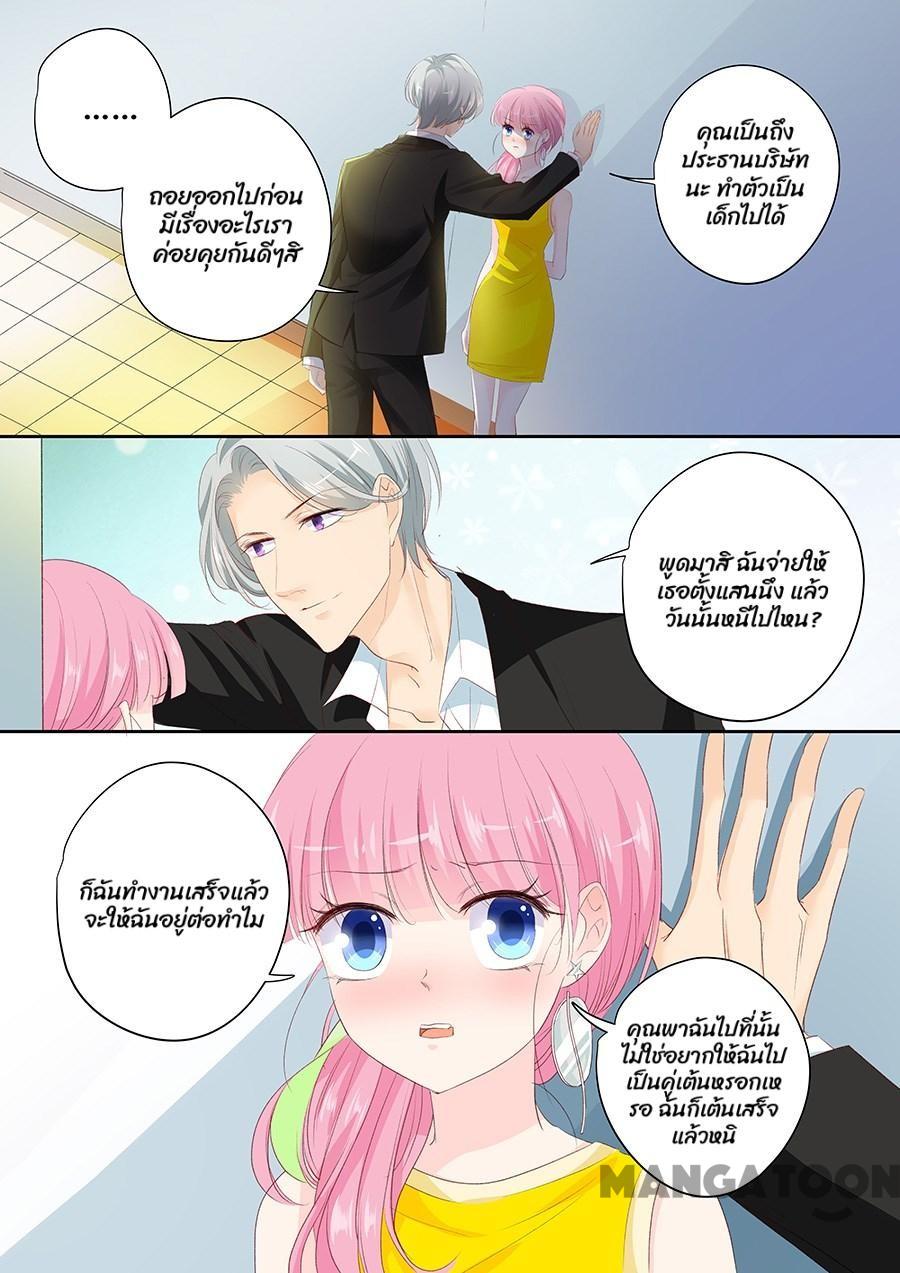 ......
ถอยออกไปก่อน
มีเรื่องอะไรเรา
ค่อยคุยกันดีๆสิ
คุณเป็นถึง
ประธานบริษัท
นะ ทำตัวเป็น
เด็กไปได้
พูดมาสิ ฉันจ่ายให้
เธอตั้งแสนนึง แล้ว
วันนั้นหนีไปไหน?
ก็ฉันทำงานเสร็จแล้ว
จะให้ฉันอยู่ต่อทำไม
คุณพาฉันไปที่นั้น
ไม่ใช่อยากให้ฉันไป
เป็นคู่เต้นหรอกเห
รอ ฉันก็เต้นเสร็จ
แล้วหนิ
MANGATOON